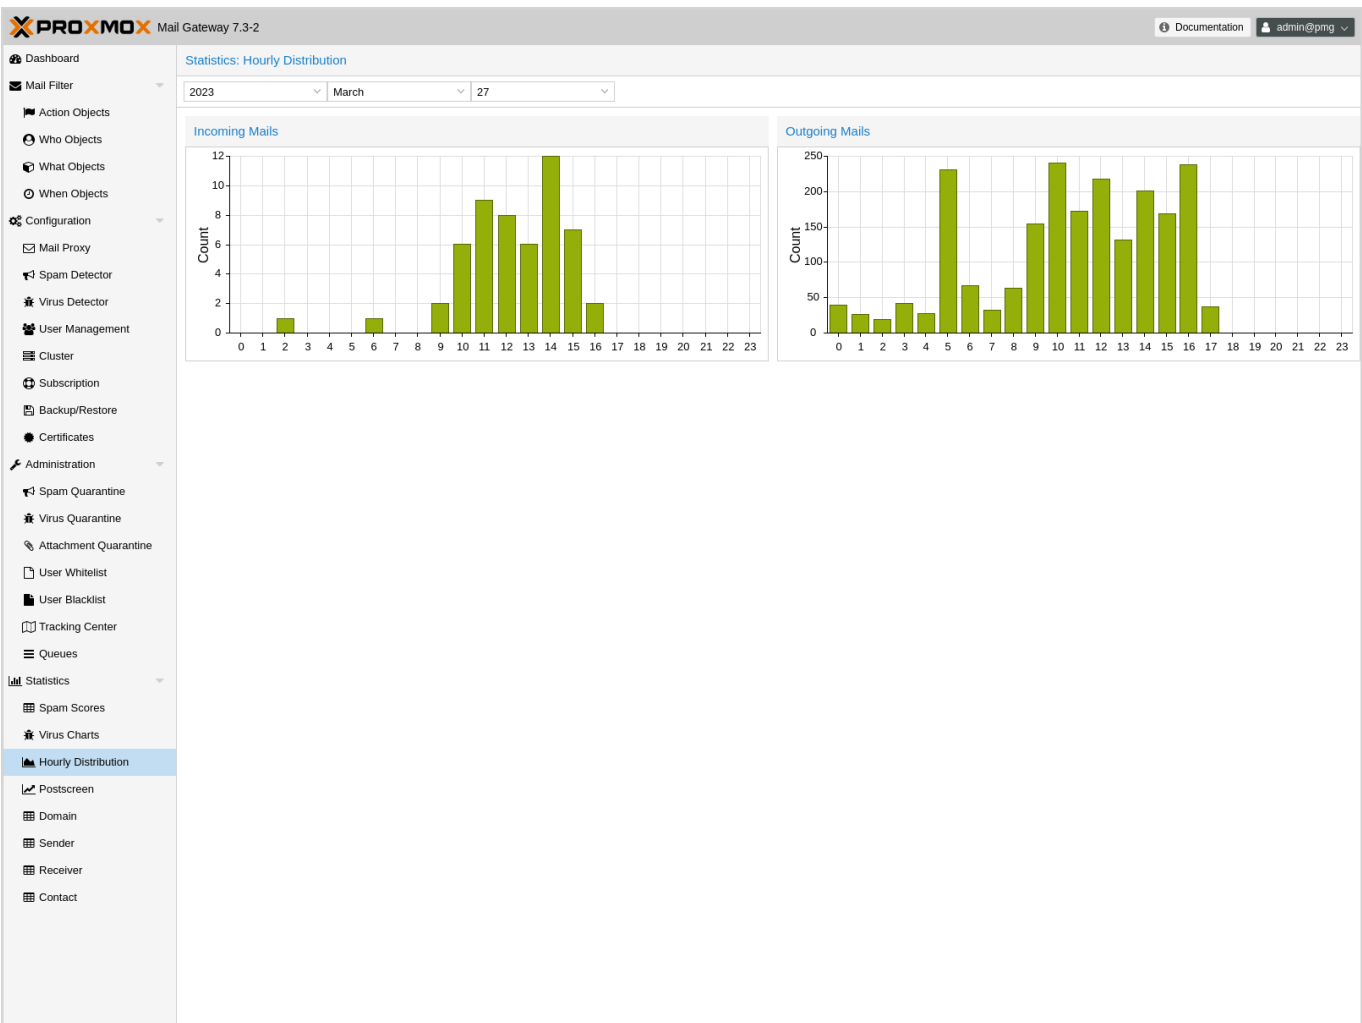 PROXMOX Mail Gateway 7.3-2 Documentation admin@pmg
Dashboard
Mail Filter
Action Objects
Who Objects
What Objects
When Objects
Configuration
Mail Proxy
Spam Detector
Virus Detector
User Management
Cluster
Subscription
Backup/Restore
Certificates
Administration
Spam Quarantine
Virus Quarantine
Attachment Quarantine
User Whitelist
User Blacklist
Tracking Center
Queues
Statistics
Spam Scores
Virus Charts
Hourly Distribution
Postscreen
Domain
Sender
Receiver
Contact
Statistics: Hourly Distribution
2023 March 27
Incoming Mails
12
10
8
6
4
2
0
Count
0 1 2 3 4 5 6 7 8 9 10 11 12 13 14 15 16 17 18 19 20 21 22 23
Outgoing Mails
250
200
150
100
50
0
Count
0 1 2 3 4 5 6 7 8 9 10 11 12 13 14 15 16 17 18 19 20 21 22 23